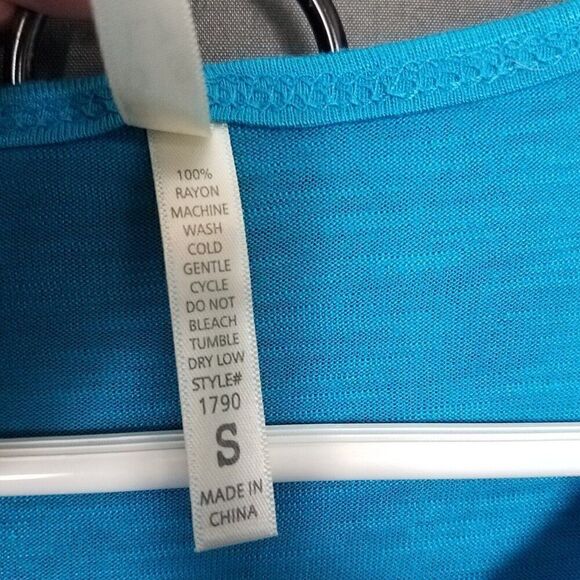 100%
RAYON
MACHINE
WASH
COLD
GENTLE
CYCLE
DO NOT
BLEACH
TUMBLE
DRY LOW
STYLE#
1790
S
MADE IN
CHINA